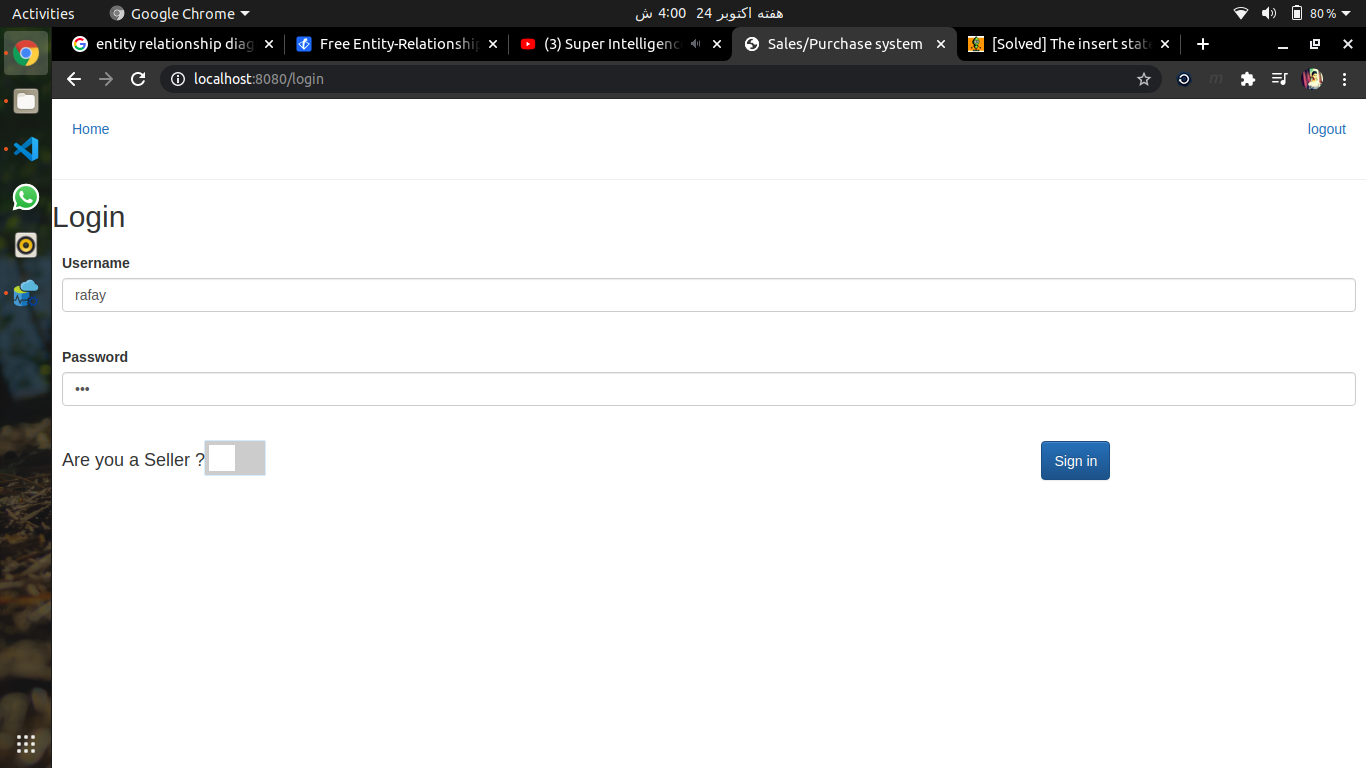 Activities
Google Chrome
هفته اکتوبر 24  4:00 ش
80 %
entity relationship diag
Free Entity-Relationship
(3) Super Intelligenc
Sales/Purchase system
[Solved] The insert state
localhost:8080/login
Home
logout
Login
Username
rafay
Password
•••
Are you a Seller ?
Sign in